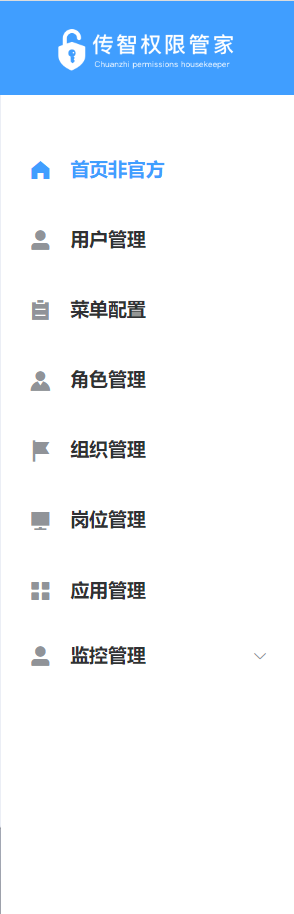 传智权限管家
Chuanzhi permissions housekeeper
首页非官方
用户管理
菜单配置
角色管理
组织管理
岗位管理
应用管理
监控管理